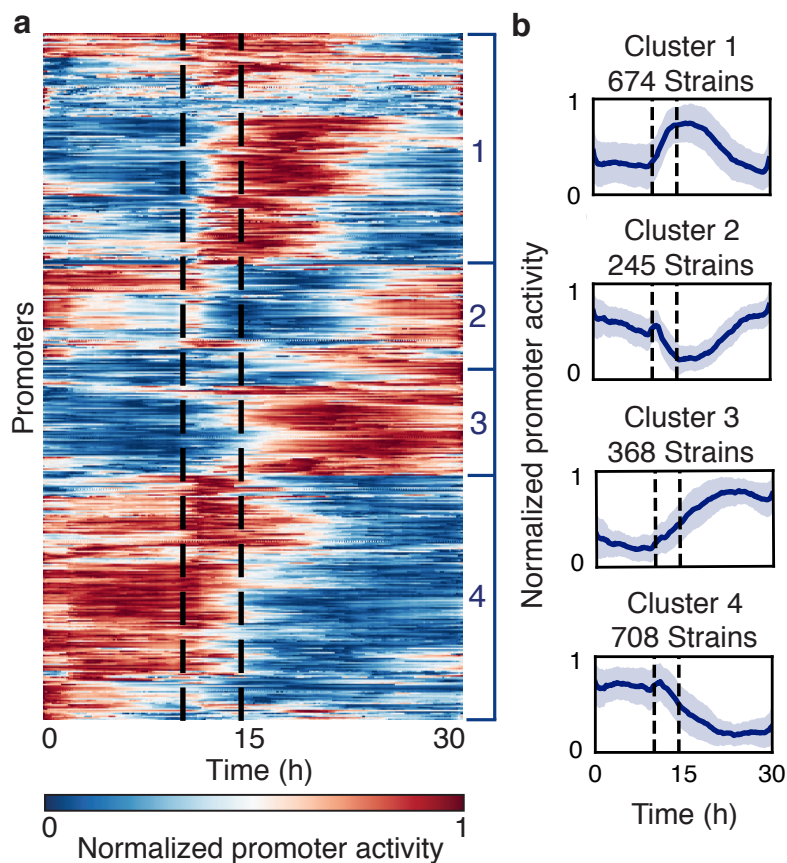 a
Promoters
1
2
3
4
0 15 30
Time (h)
0 1
Normalized promoter activity
b
Normalized promoter activity
Cluster 1
674 Strains
1
0
Cluster 2
245 Strains
1
0
Cluster 3
368 Strains
1
0
Cluster 4
708 Strains
1
0
0 15 30
Time (h)